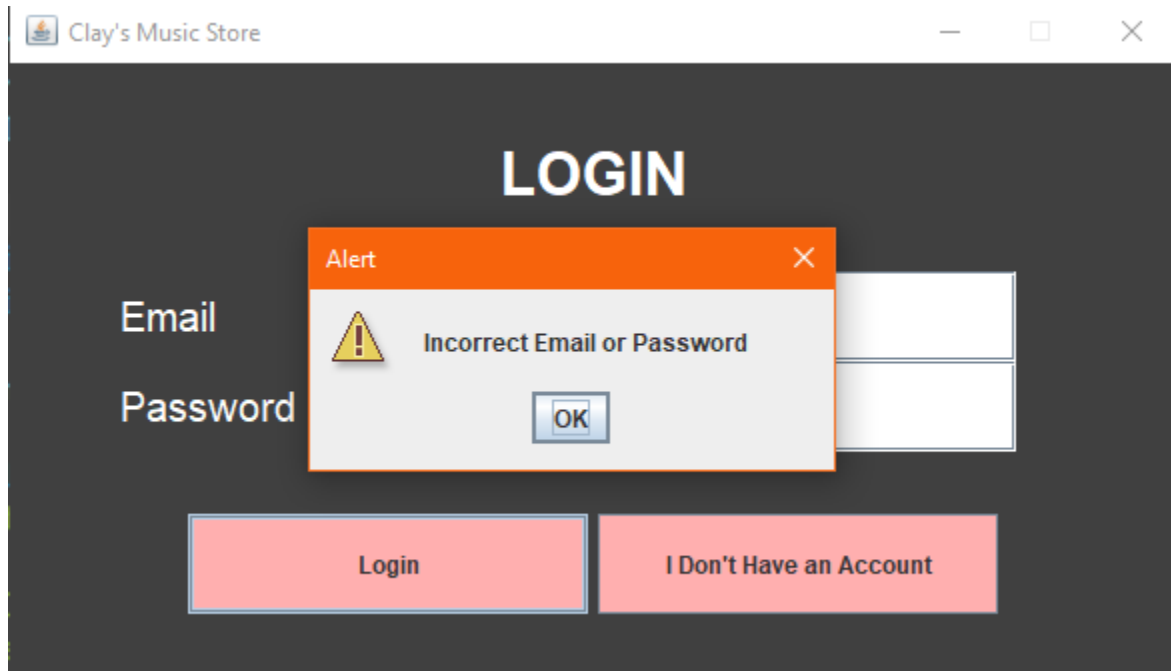 Clay's Music Store
LOGIN
Alert
Email
Incorrect Email or Password
Password
OK
Login
I Don't Have an Account